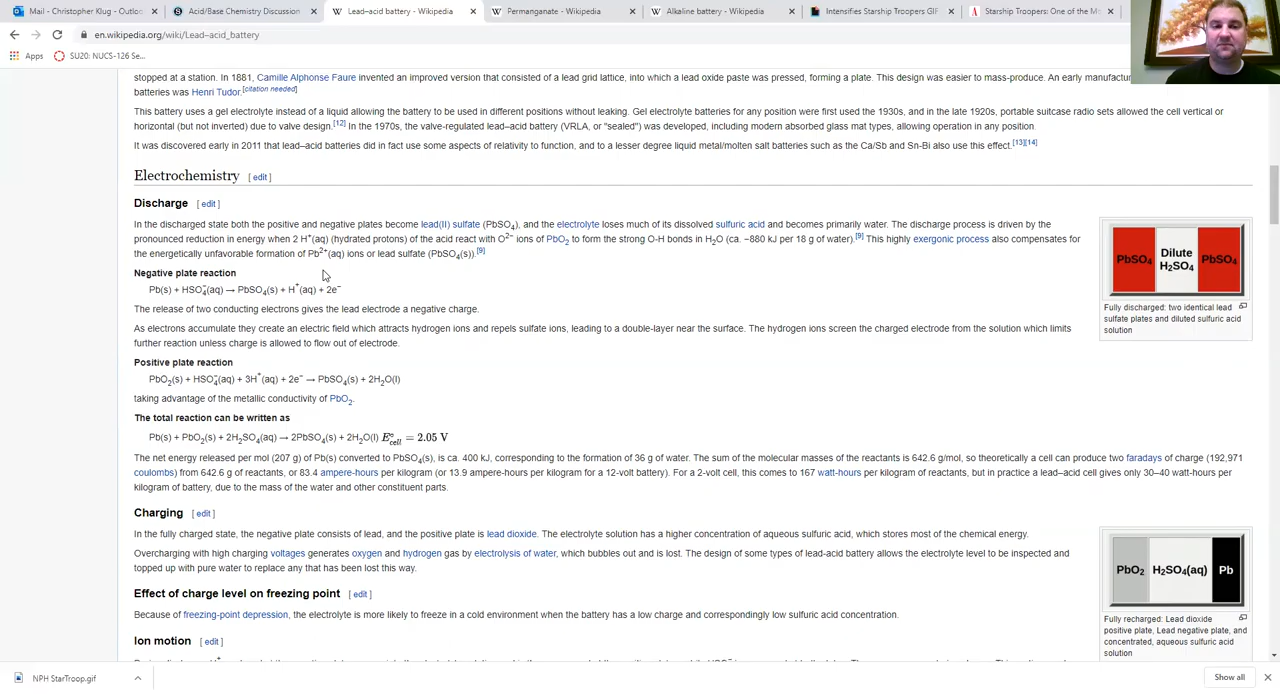 Mail - Christopher Klug - Outlo
Acid/Base Chemistry Discussion
Lead–acid battery - Wikipedia
Permanganate - Wikipedia
Alkaline battery - Wikipedia
Intensifies Starship Troopers GIF
Starship Troopers: One of the M
en.wikipedia.org/wiki/Lead–acid_battery
Apps
SU20: NUCS-126 Se...
stopped at a station. In 1881, Camille Alphonse Faure invented an improved version that consisted of a lead grid lattice, into which a lead oxide paste was pressed, forming a plate. This design was easier to mass-produce. An early manufactur
batteries was Henri Tudor.[citation needed]
This battery uses a gel electrolyte instead of a liquid allowing the battery to be used in different positions without leaking. Gel electrolyte batteries for any position were first used the 1930s, and in the late 1920s, portable suitcase radio sets allowed the cell vertical or
horizontal (but not inverted) due to valve design.[12] In the 1970s, the valve-regulated lead–acid battery (VRLA, or "sealed") was developed, including modern absorbed glass mat types, allowing operation in any position.
It was discovered early in 2011 that lead–acid batteries did in fact use some aspects of relativity to function, and to a lesser degree liquid metal/molten salt batteries such as the Ca/Sb and Sn-Bi also use this effect.[13][14]
Electrochemistry [ edit ]
Discharge [ edit ]
In the discharged state both the positive and negative plates become lead(II) sulfate (PbSO₄), and the electrolyte loses much of its dissolved sulfuric acid and becomes primarily water. The discharge process is driven by the
pronounced reduction in energy when 2 H⁺(aq) (hydrated protons) of the acid react with O²⁻ ions of PbO₂ to form the strong O-H bonds in H₂O (ca. −880 kJ per 18 g of water).[9] This highly exergonic process also compensates for
the energetically unfavorable formation of Pb²⁺(aq) ions or lead sulfate (PbSO₄(s)).[9]
Negative plate reaction
Pb(s) + HSO₄⁻(aq) → PbSO₄(s) + H⁺(aq) + 2e⁻
The release of two conducting electrons gives the lead electrode a negative charge.
As electrons accumulate they create an electric field which attracts hydrogen ions and repels sulfate ions, leading to a double-layer near the surface. The hydrogen ions screen the charged electrode from the solution which limits
further reaction unless charge is allowed to flow out of electrode.
Positive plate reaction
PbO₂(s) + HSO₄⁻(aq) + 3H⁺(aq) + 2e⁻ → PbSO₄(s) + 2H₂O(l)
taking advantage of the metallic conductivity of PbO₂.
The total reaction can be written as
Pb(s) + PbO₂(s) + 2H₂SO₄(aq) → 2PbSO₄(s) + 2H₂O(l) E°cell = 2.05 V
The net energy released per mol (207 g) of Pb(s) converted to PbSO₄(s), is ca. 400 kJ, corresponding to the formation of 36 g of water. The sum of the molecular masses of the reactants is 642.6 g/mol, so theoretically a cell can produce two faradays of charge (192,971
coulombs) from 642.6 g of reactants, or 83.4 ampere-hours per kilogram (or 13.9 ampere-hours per kilogram for a 12-volt battery). For a 2-volt cell, this comes to 167 watt-hours per kilogram of reactants, but in practice a lead–acid cell gives only 30–40 watt-hours per
kilogram of battery, due to the mass of the water and other constituent parts.
Charging [ edit ]
In the fully charged state, the negative plate consists of lead, and the positive plate is lead dioxide. The electrolyte solution has a higher concentration of aqueous sulfuric acid, which stores most of the chemical energy.
Overcharging with high charging voltages generates oxygen and hydrogen gas by electrolysis of water, which bubbles out and is lost. The design of some types of lead-acid battery allows the electrolyte level to be inspected and
topped up with pure water to replace any that has been lost this way.
Effect of charge level on freezing point [ edit ]
Because of freezing-point depression, the electrolyte is more likely to freeze in a cold environment when the battery has a low charge and correspondingly low sulfuric acid concentration.
Ion motion [ edit ]
PbSO₄
Dilute
H₂SO₄
PbSO₄
Fully discharged: two identical lead
sulfate plates and diluted sulfuric acid
solution
PbO₂
H₂SO₄(aq)
Pb
Fully recharged: Lead dioxide
positive plate, Lead negative plate, and
concentrated, aqueous sulfuric acid
solution
NPH StarTroop.gif
Show all